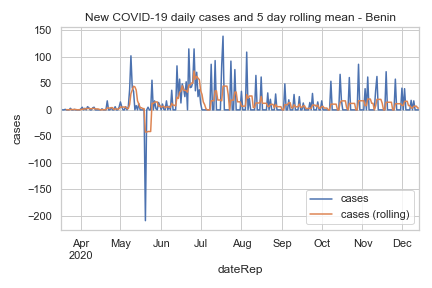 New COVID-19 daily cases and 5 day rolling mean - Benin
150
100
50
0
−50
−100
−150
−200
cases
Apr
2020
May
Jun
Jul
Aug
Sep
Oct
Nov
Dec
dateRep
cases
cases (rolling)